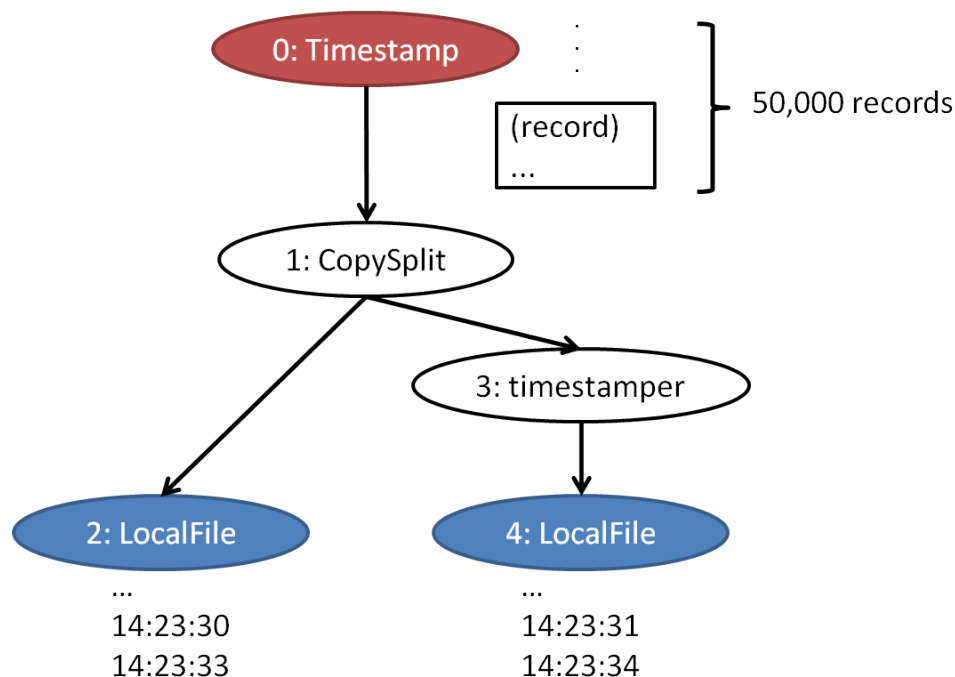 0: Timestamp
.
.
.
(record)
...
50,000 records
1: CopySplit
3: timestamper
2: LocalFile
...
14:23:30
14:23:33
4: LocalFile
...
14:23:31
14:23:34